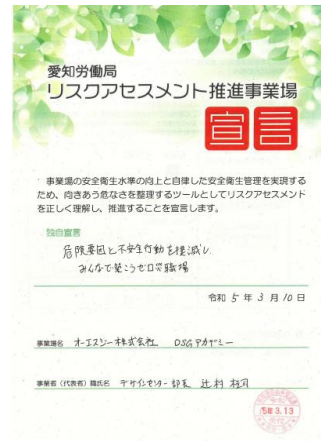 愛知労働局
リスクアセスメント推進事業場
宣言
事業場の安全衛生水準の向上と自律した安全衛生管理を実現する
ため、向きあう危なさを整理するツールとしてリスクアセスメント
を正しく理解し、推進することを宣言します。
独自宣言
危険要因と不安全行動を撲滅し
みんなで築こうゼロ災職場
令和 5 年 3 月 10 日
事業場名 オーエスジー株式会社 OSGアカデミー
事業者(代表者)職氏名 デザインセンター部長 辻村 桂司
5年3.13